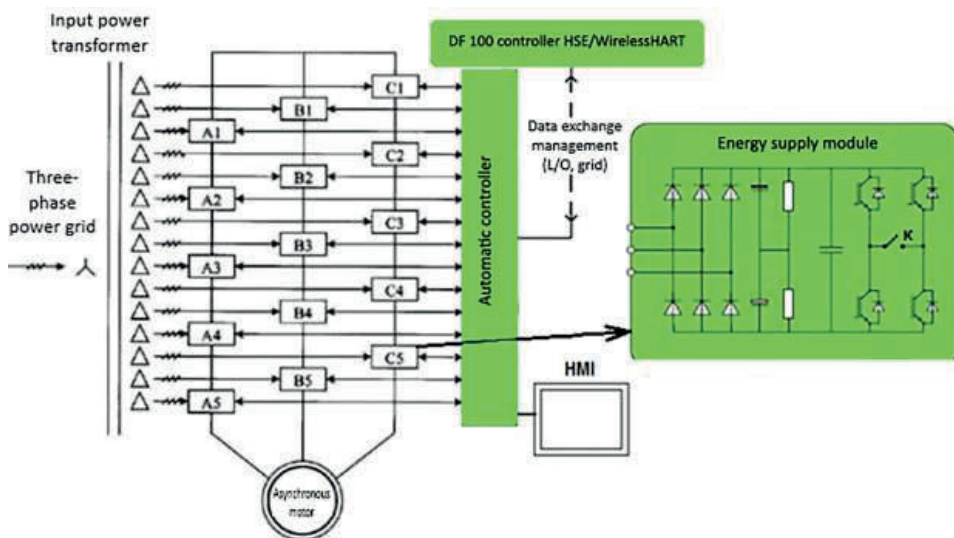 Input power
transformer
DF 100 controller HSE/WirelessHART
C1
B1
A1
Data exchange
management
(L/O, grid)
Energy supply module
C2
B2
Three-
phase
power grid
A2
C3
B3
K
A3
Automatic controller
C4
B4
A4
C5
HMI
B5
A5
Asynchronous
motor